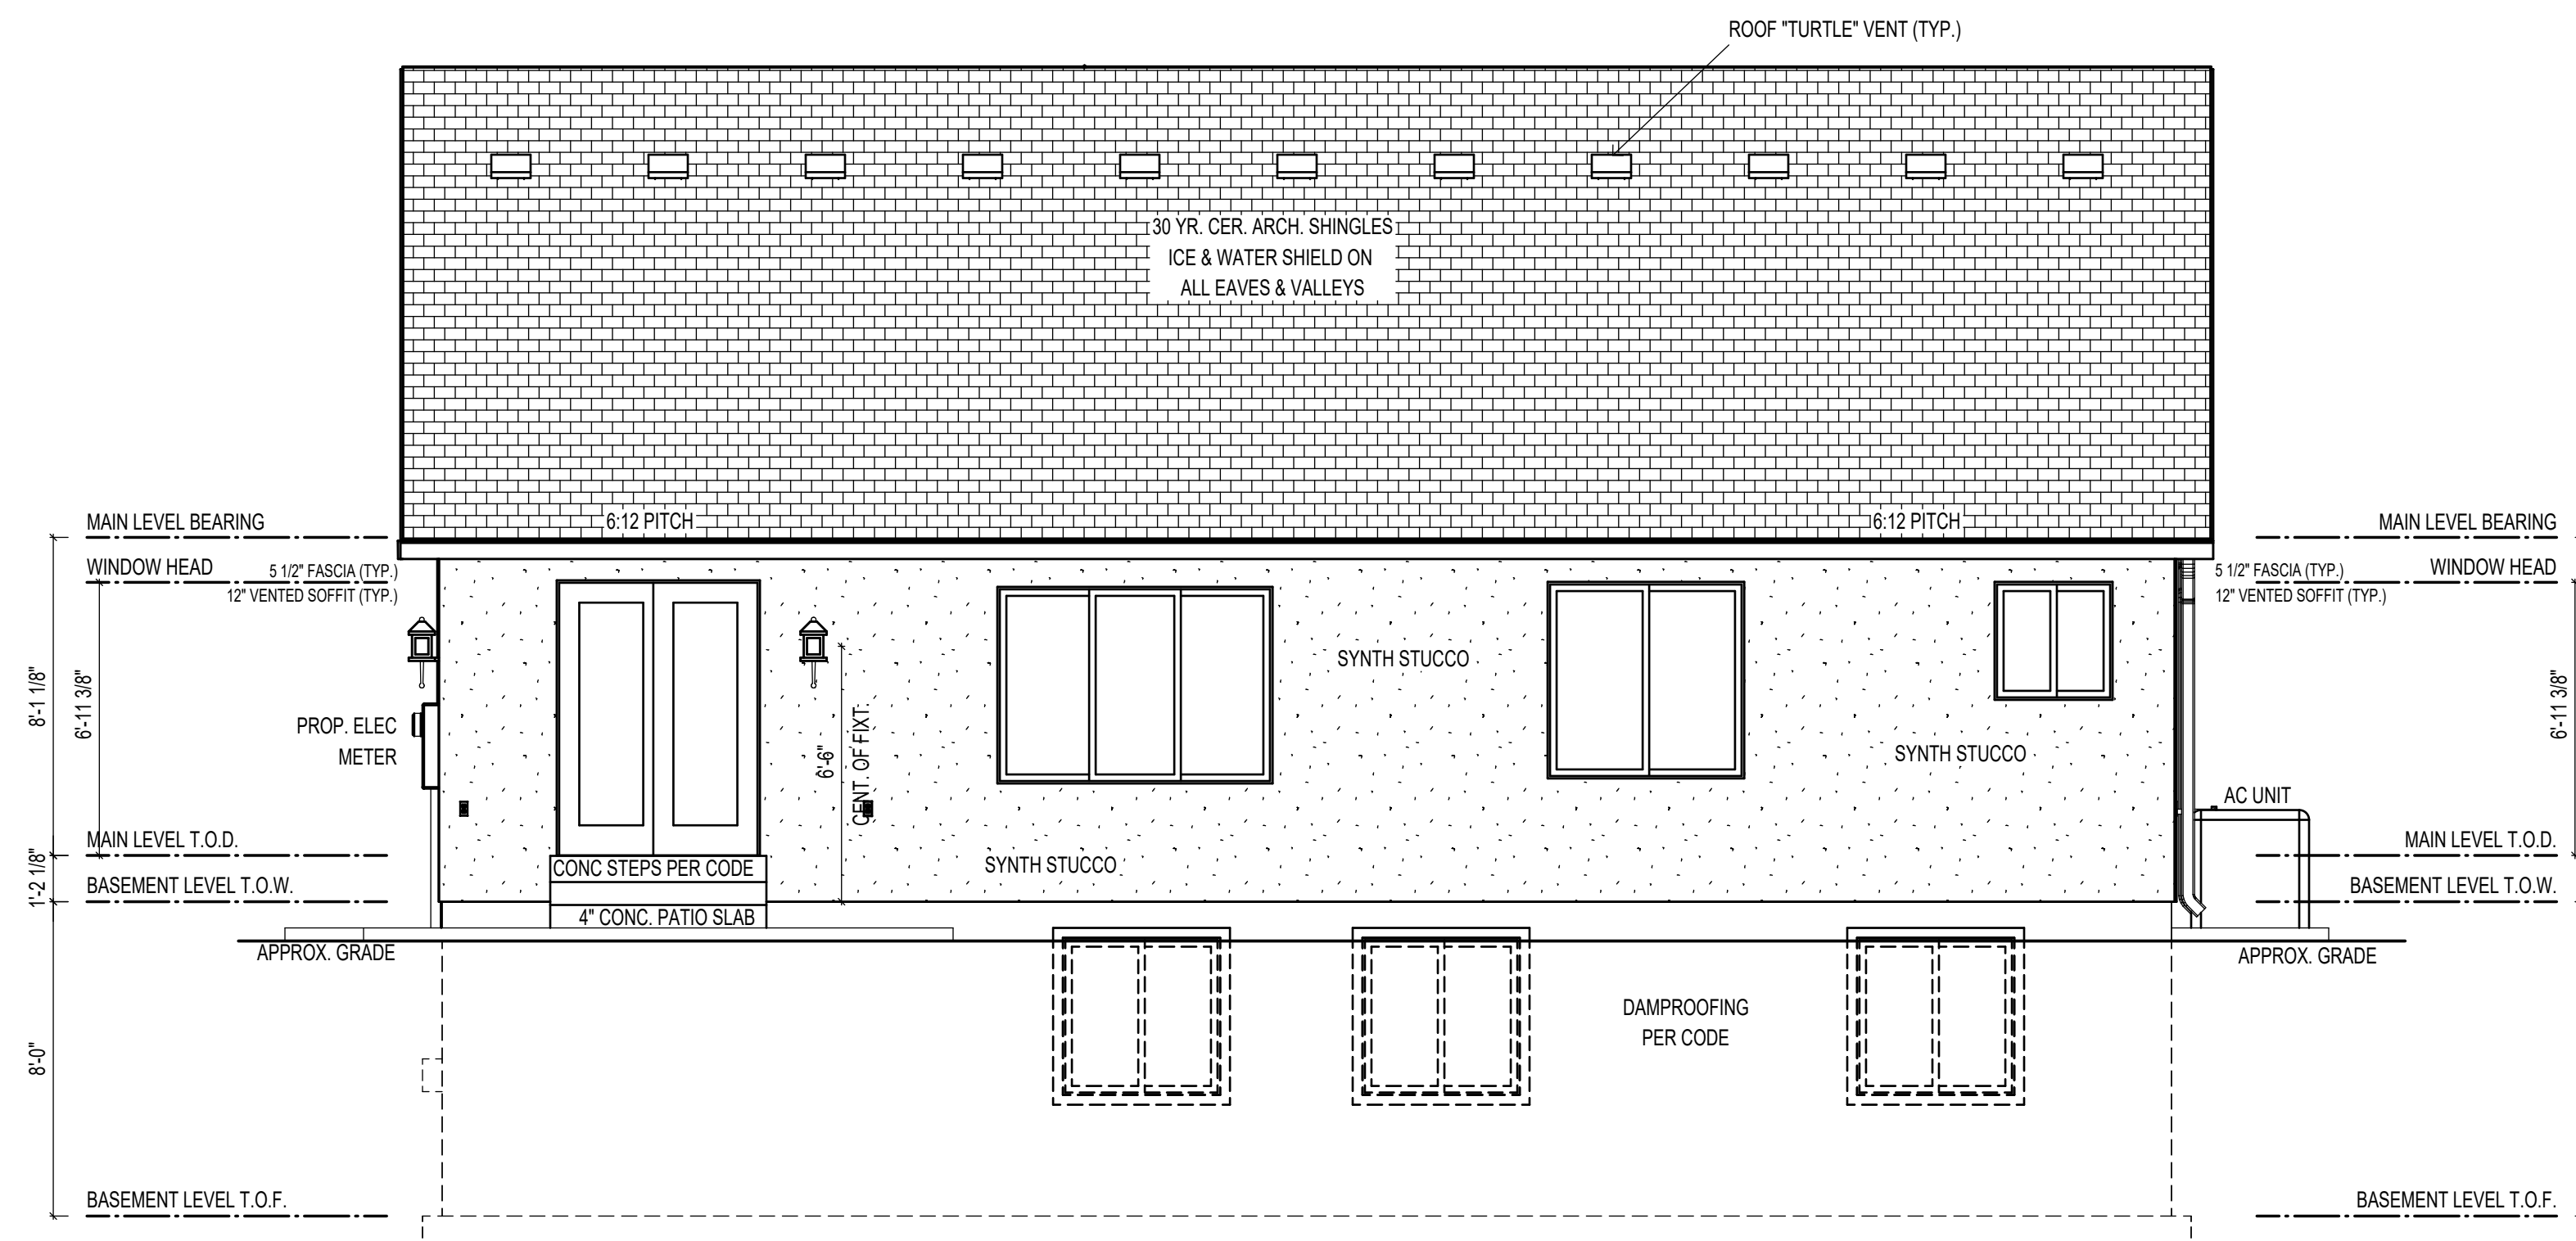 ROOF "TURTLE" VENT (TYP.)
30 YR. CER. ARCH. SHINGLES
ICE & WATER SHIELD ON
ALL EAVES & VALLEYS
6:12 PITCH
6:12 PITCH
MAIN LEVEL BEARING
WINDOW HEAD
5 1/2" FASCIA (TYP.)
12" VENTED SOFFIT (TYP.)
8'-1 1/8"
6'-11 3/8"
PROP. ELEC
METER
MAIN LEVEL T.O.D.
1'-2 1/8"
BASEMENT LEVEL T.O.W.
APPROX. GRADE
8'-0"
BASEMENT LEVEL T.O.F.
CONC STEPS PER CODE
4" CONC. PATIO SLAB
6'-6"
CENT. OF FIXT.
SYNTH STUCCO
SYNTH STUCCO
SYNTH STUCCO
DAMPROOFING
PER CODE
MAIN LEVEL BEARING
5 1/2" FASCIA (TYP.)
WINDOW HEAD
12" VENTED SOFFIT (TYP.)
6'-11 3/8"
AC UNIT
MAIN LEVEL T.O.D.
BASEMENT LEVEL T.O.W.
APPROX. GRADE
BASEMENT LEVEL T.O.F.